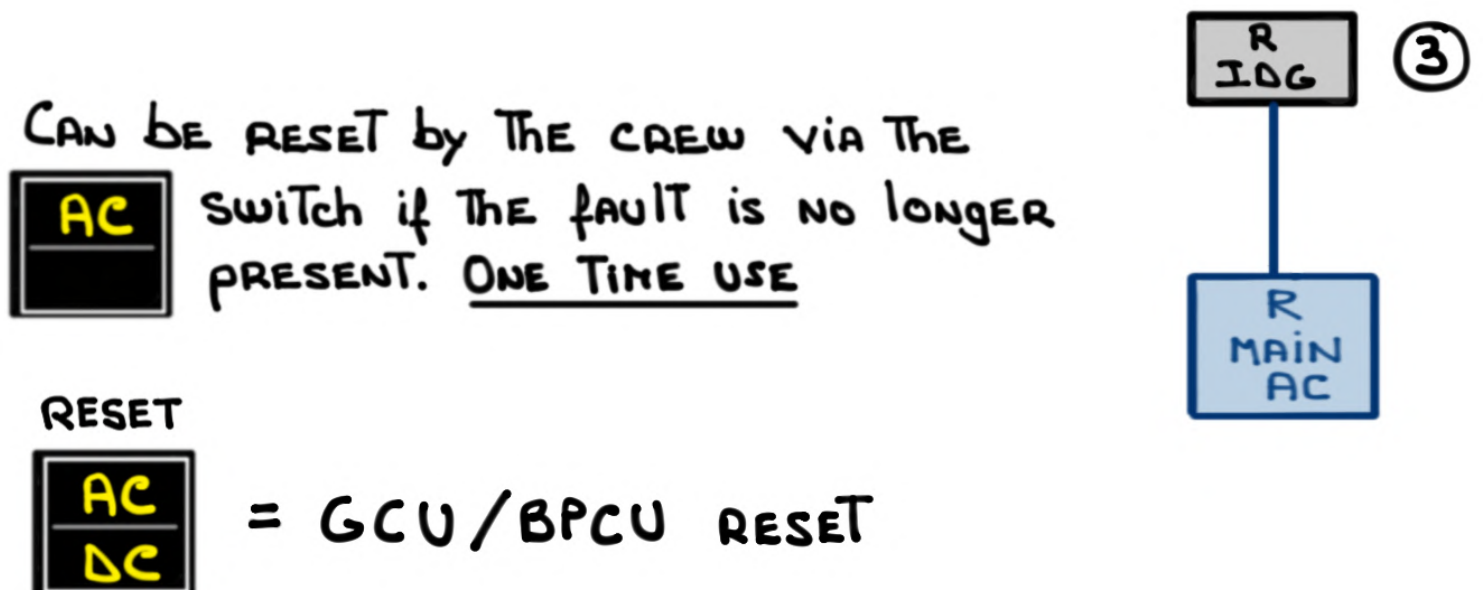 R
IDG
3
CAN BE RESET by THE CREW VIA THE
AC
SWITCH if THE fAULT is NO LONGER
PRESENT. ONE TIME USE
R
MAIN
AC
RESET
AC
DC
= GCU/BPCU RESET